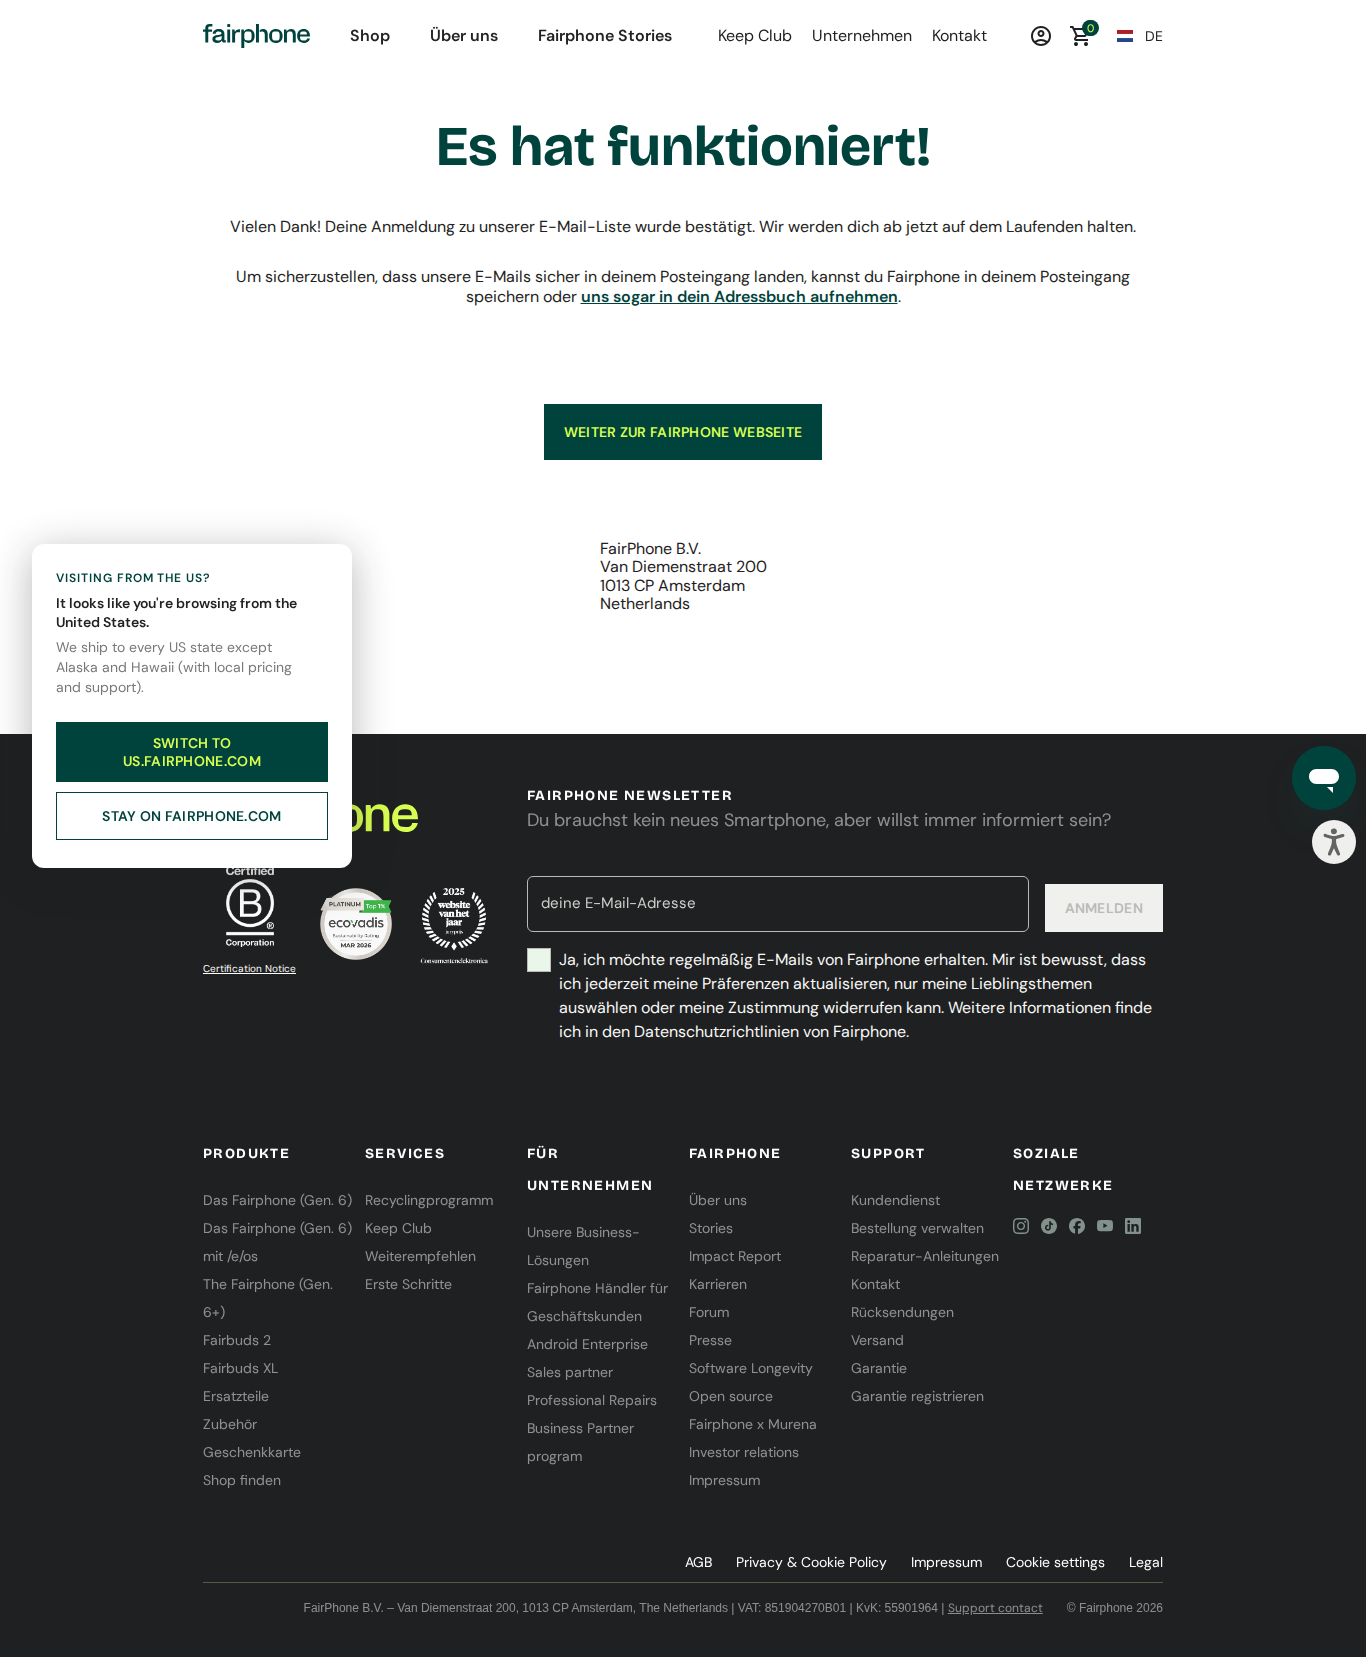 fairphone
Shop
Über uns
Fairphone Stories
Keep Club
Unternehmen
Kontakt
0
DE
Es hat funktioniert!
Vielen Dank! Deine Anmeldung zu unserer E-Mail-Liste wurde bestätigt. Wir werden dich ab jetzt auf dem Laufenden halten.
Um sicherzustellen, dass unsere E-Mails sicher in deinem Posteingang landen, kannst du Fairphone in deinem Posteingang
speichern oder uns sogar in dein Adressbuch aufnehmen.
WEITER ZUR FAIRPHONE WEBSEITE
FairPhone B.V.
Van Diemenstraat 200
1013 CP Amsterdam
Netherlands
VISITING FROM THE US?
It looks like you're browsing from the
United States.
We ship to every US state except
Alaska and Hawaii (with local pricing
and support).
SWITCH TO
US.FAIRPHONE.COM
STAY ON FAIRPHONE.COM
one
Certified
B
Corporation
Certification Notice
PLATINUM
Top 1%
ecovadis
Sustainability Rating
MAR 2026
2025
website
van het
jaar
Consumentenelektronica
FAIRPHONE NEWSLETTER
Du brauchst kein neues Smartphone, aber willst immer informiert sein?
deine E-Mail-Adresse
ANMELDEN
Ja, ich möchte regelmäßig E-Mails von Fairphone erhalten. Mir ist bewusst, dass
ich jederzeit meine Präferenzen aktualisieren, nur meine Lieblingsthemen
auswählen oder meine Zustimmung widerrufen kann. Weitere Informationen finde
ich in den Datenschutzrichtlinien von Fairphone.
PRODUKTE
Das Fairphone (Gen. 6)
Das Fairphone (Gen. 6)
mit /e/os
The Fairphone (Gen.
6+)
Fairbuds 2
Fairbuds XL
Ersatzteile
Zubehör
Geschenkkarte
Shop finden
SERVICES
Recyclingprogramm
Keep Club
Weiterempfehlen
Erste Schritte
FÜR
UNTERNEHMEN
Unsere Business-
Lösungen
Fairphone Händler für
Geschäftskunden
Android Enterprise
Sales partner
Professional Repairs
Business Partner
program
FAIRPHONE
Über uns
Stories
Impact Report
Karrieren
Forum
Presse
Software Longevity
Open source
Fairphone x Murena
Investor relations
Impressum
SUPPORT
Kundendienst
Bestellung verwalten
Reparatur-Anleitungen
Kontakt
Rücksendungen
Versand
Garantie
Garantie registrieren
SOZIALE
NETZWERKE
AGB
Privacy & Cookie Policy
Impressum
Cookie settings
Legal
FairPhone B.V. – Van Diemenstraat 200, 1013 CP Amsterdam, The Netherlands | VAT: 851904270B01 | KvK: 55901964 | Support contact
© Fairphone 2026